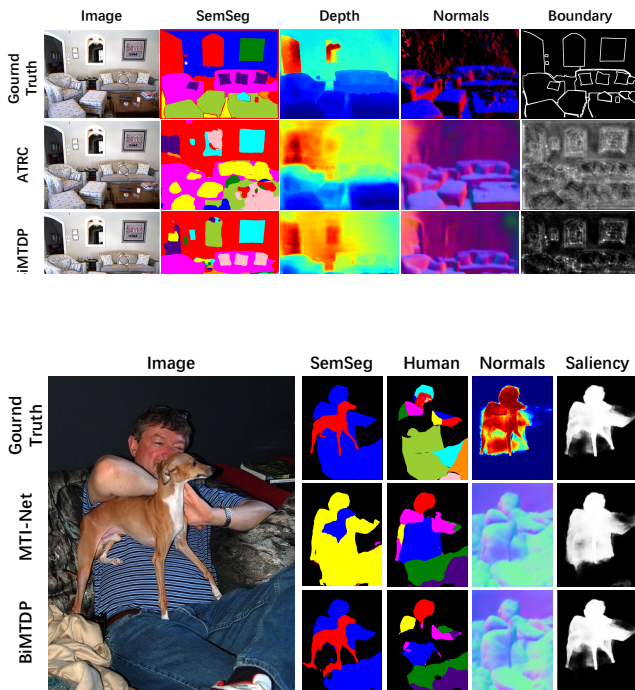 Image SemSeg Depth Normals Boundary
Gournd
Truth
ATRC
iMTDP
Image SemSeg Human Normals Saliency
Gournd
Truth
MTI-Net
BiMTDP